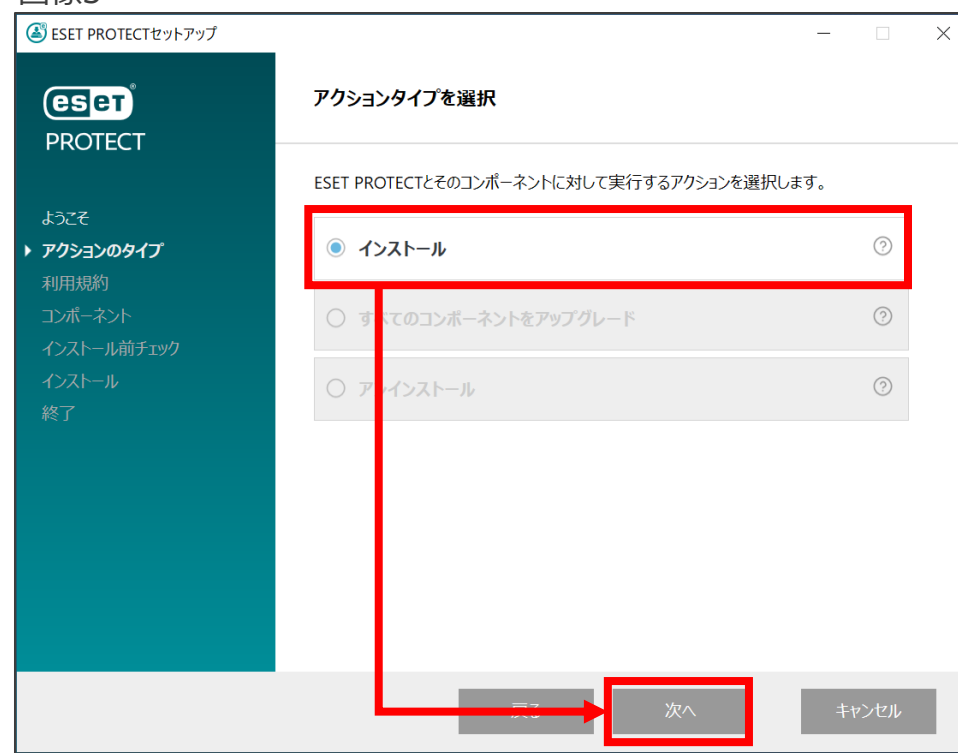 ESET PROTECTセットアップ
eset
PROTECT
ようこそ
アクションのタイプ
利用規約
コンポーネント
インストール前チェック
インストール
終了
アクションタイプを選択
ESET PROTECTとそのコンポーネントに対して実行するアクションを選択します。
インストール
すべてのコンポーネントをアップグレード
アンインストール
戻る
次へ
キャンセル